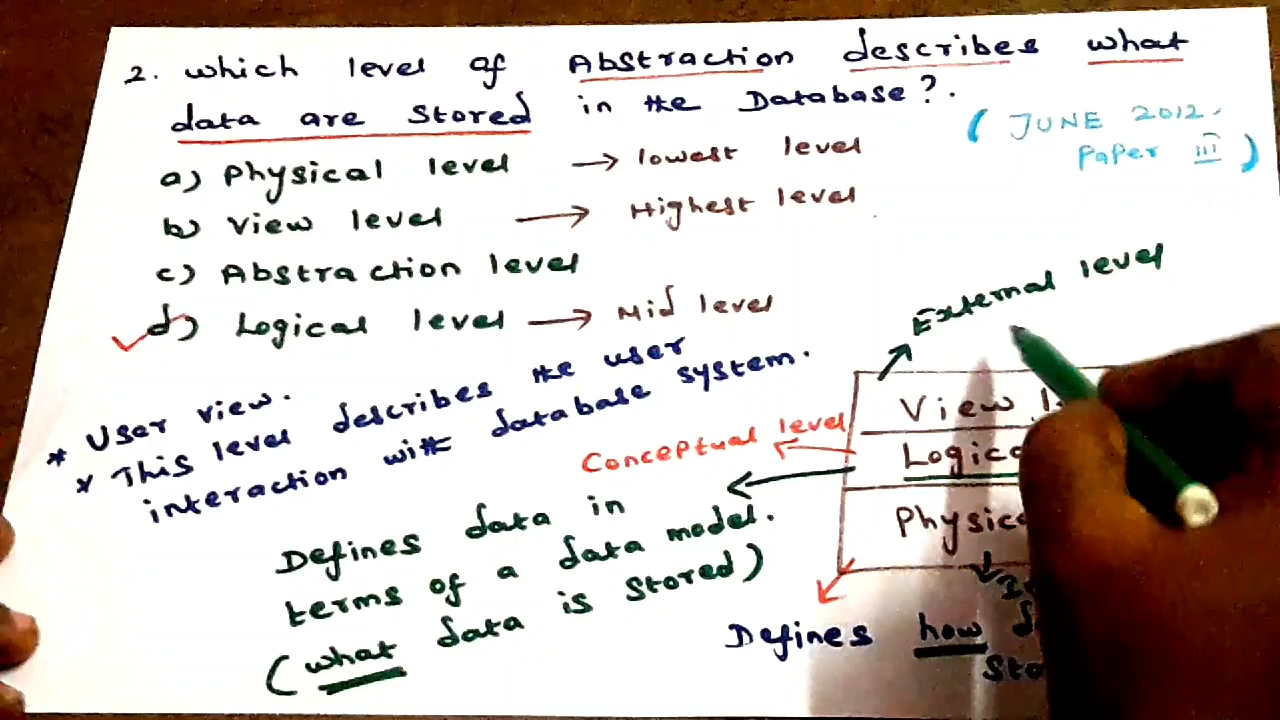 2. which level of Abstraction describes what
data are stored in the Database?.
(JUNE 2012,
Paper III)
a) Physical level → lowest level
b) View level → Highest level
c) Abstraction level
d) Logical level → Mid level
* User view.
* This level describes the user
interaction with database system.
External level
View
Conceptual level
Defines data in
terms of a data model.
(what data is stored)
Defines how